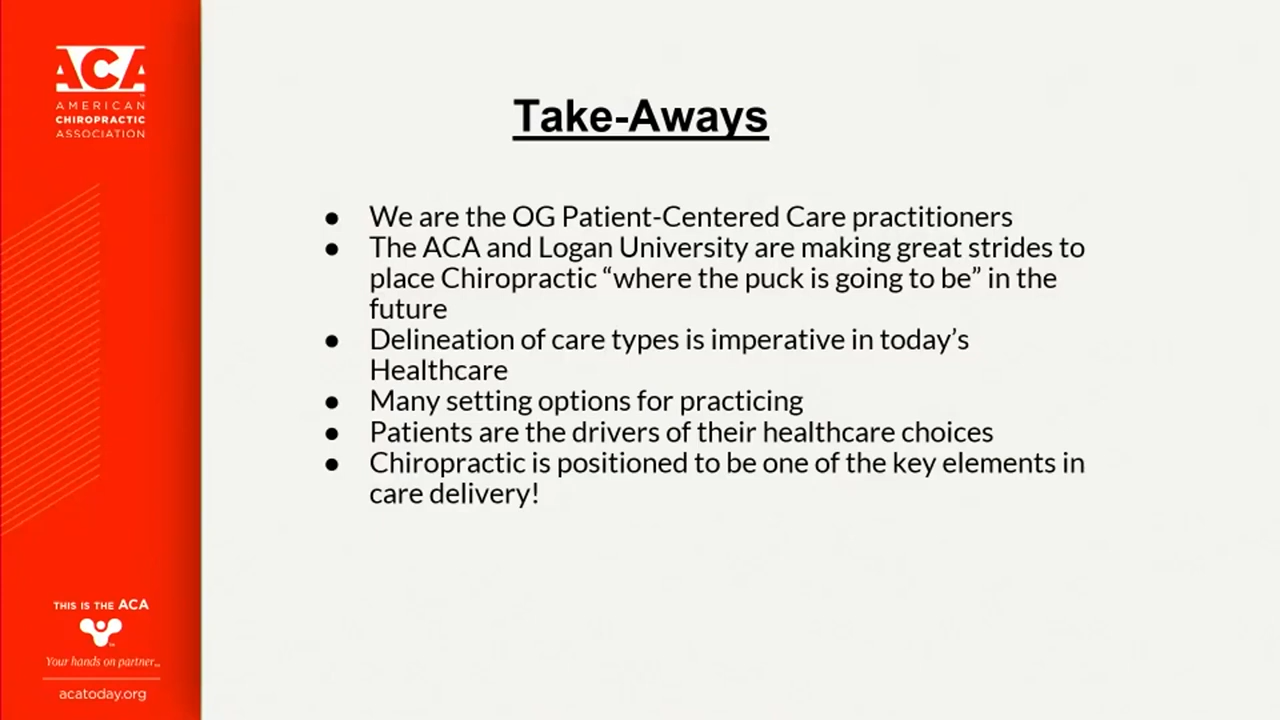 ACA
AMERICAN
CHIROPRACTIC
ASSOCIATION
Take-Aways
● We are the OG Patient-Centered Care practitioners
● The ACA and Logan University are making great strides to
place Chiropractic “where the puck is going to be” in the
future
● Delineation of care types is imperative in today’s
Healthcare
● Many setting options for practicing
● Patients are the drivers of their healthcare choices
● Chiropractic is positioned to be one of the key elements in
care delivery!
THIS IS THE ACA
Your hands on partner
acatoday.org